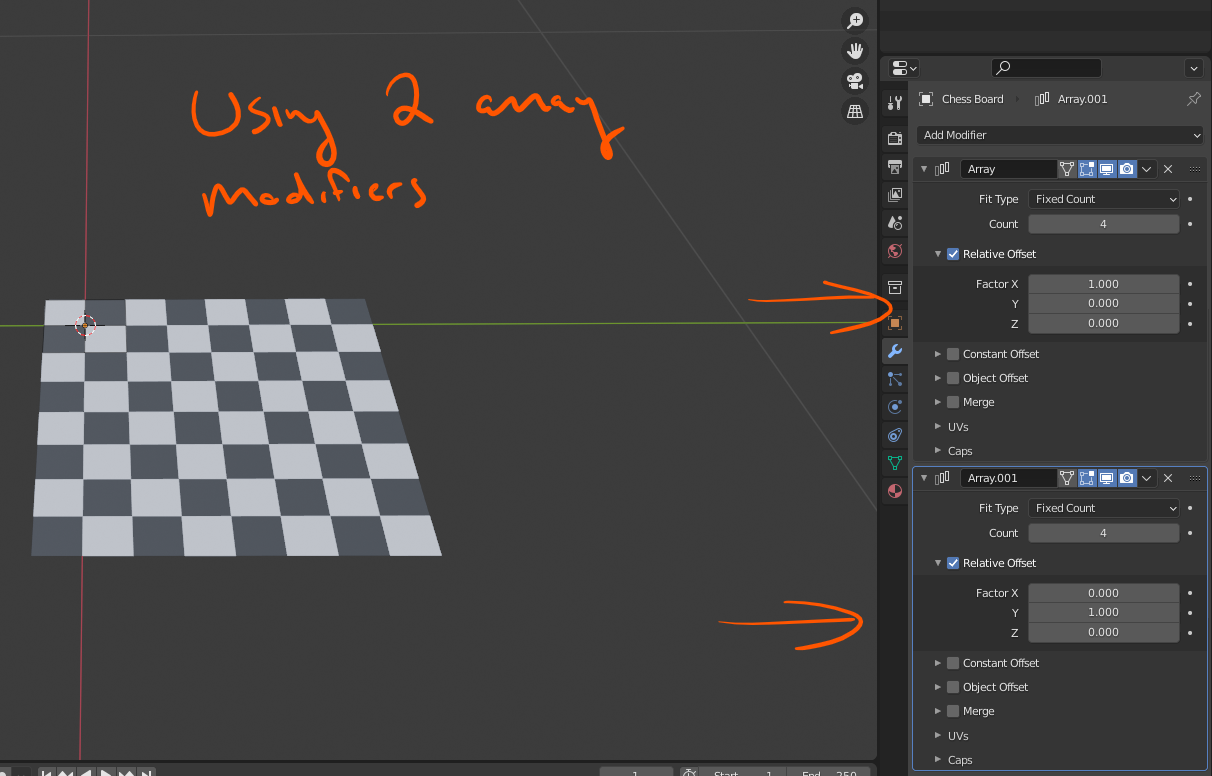 Using 2 array
modifiers
Chess Board
Array.001
Add Modifier
Array
Fit Type Fixed Count
Count 4
Relative Offset
Factor X 1.000
Y 0.000
Z 0.000
Constant Offset
Object Offset
Merge
UVs
Caps
Array.001
Fit Type Fixed Count
Count 4
Relative Offset
Factor X 0.000
Y 1.000
Z 0.000
Constant Offset
Object Offset
Merge
UVs
Caps
1 Start 1 End 250